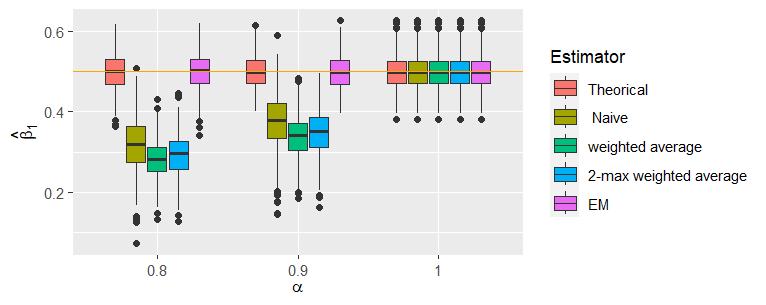 0.6
0.4
0.2
β̂1
0.8
0.9
1
α
Estimator
Theorical
Naive
weighted average
2-max weighted average
EM